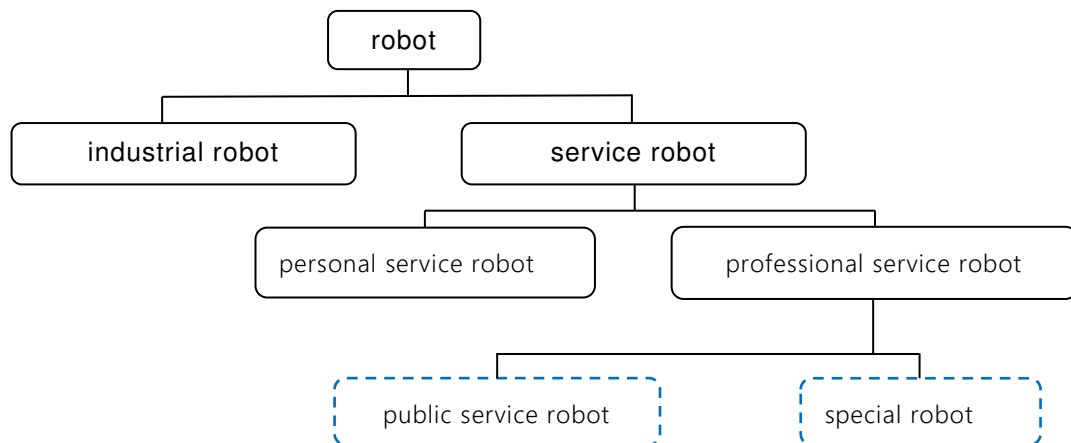 robot
industrial robot
service robot
personal service robot
professional service robot
public service robot
special robot